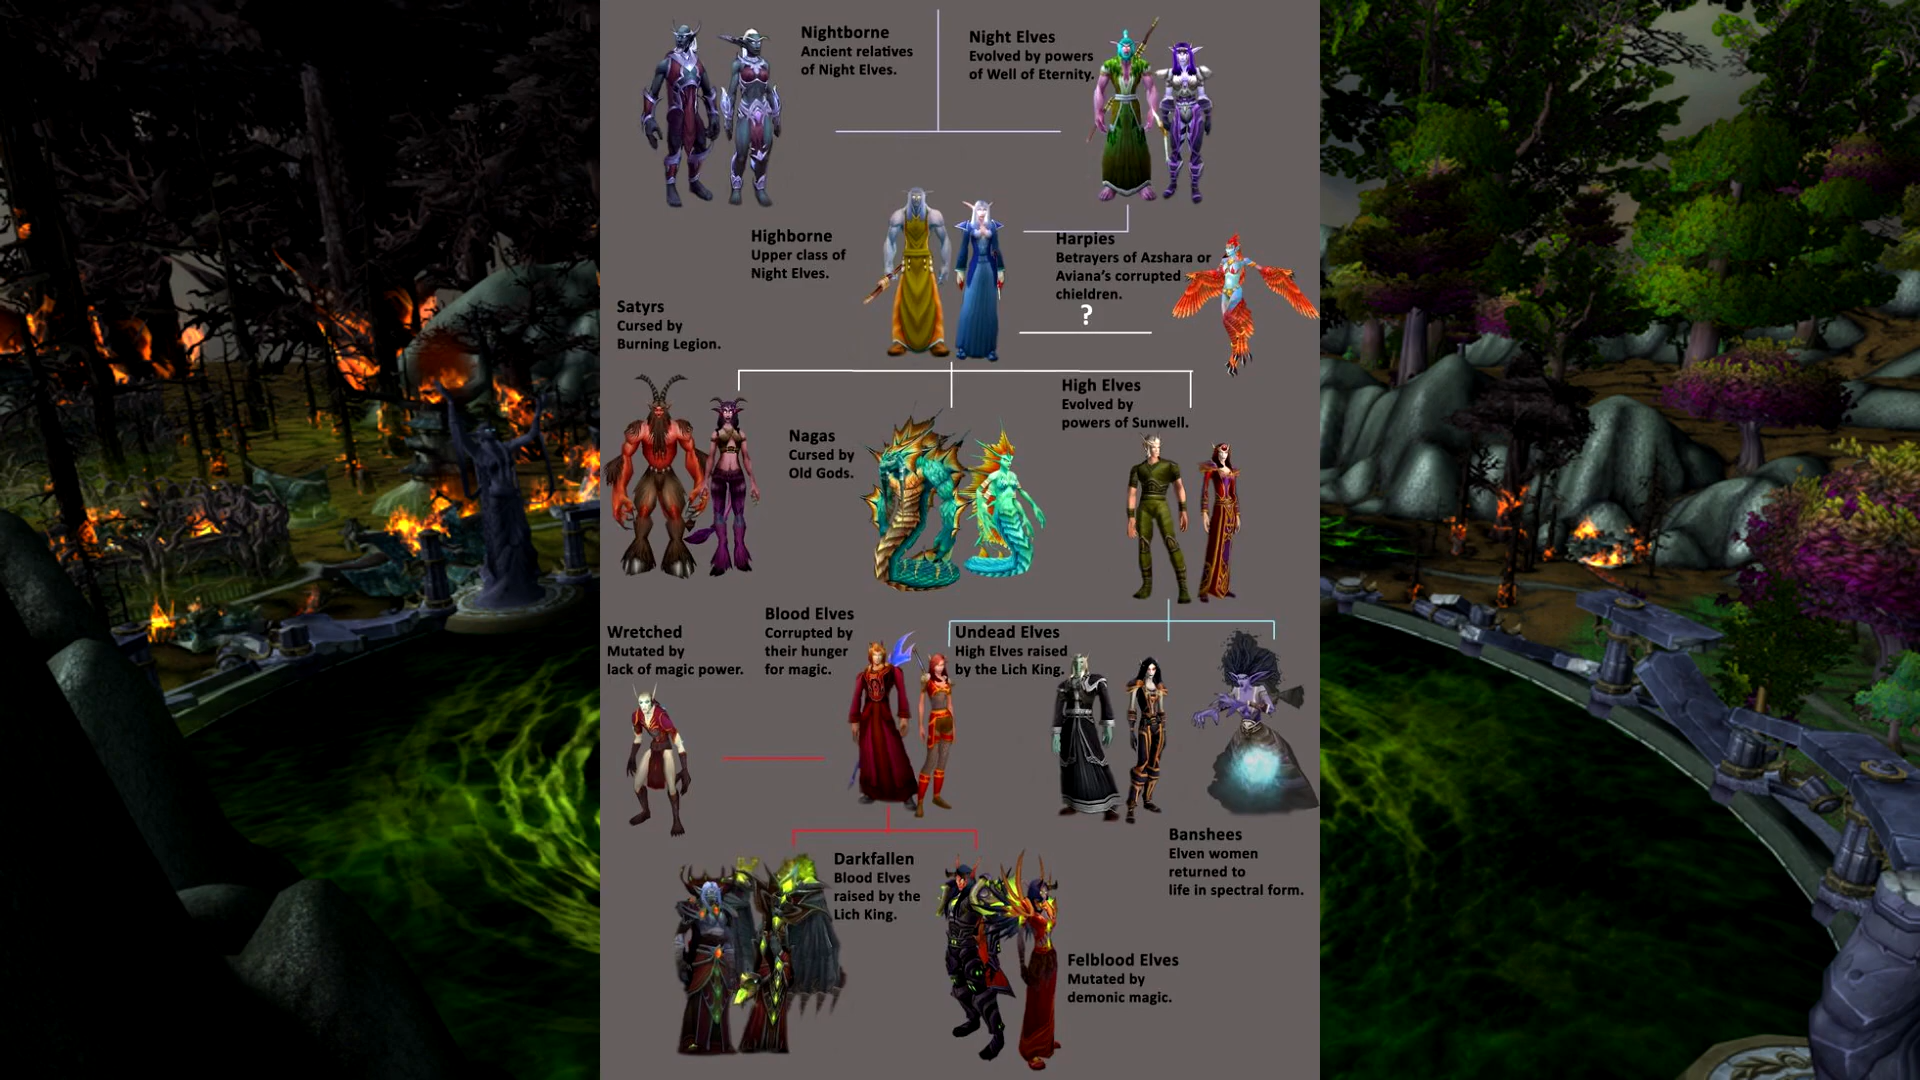 Nightborne
Ancient relatives
of Night Elves.
Night Elves
Evolved by powers
of Well of Eternity.
Highborne
Upper class of
Night Elves.
Harpies
Betrayers of Azshara or
Aviana's corrupted
chieldren.
?
Satyrs
Cursed by
Burning Legion.
Nagas
Cursed by
Old Gods.
High Elves
Evolved by
powers of Sunwell.
Wretched
Mutated by
lack of magic power.
Blood Elves
Corrupted by
their hunger
for magic.
Undead Elves
High Elves raised
by the Lich King.
Banshees
Elven women
returned to
life in spectral form.
Darkfallen
Blood Elves
raised by the
Lich King.
Felblood Elves
Mutated by
demonic magic.